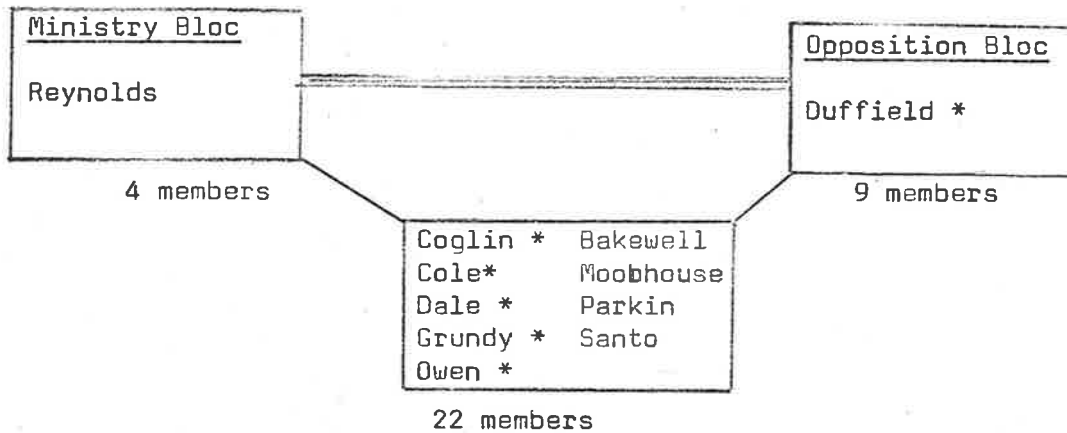 Ministry Bloc
Reynolds
4 members
Opposition Bloc
Duffield *
9 members
Coglin * Bakewell
Cole* Moobhouse
Dale * Parkin
Grundy * Santo
Owen *
22 members